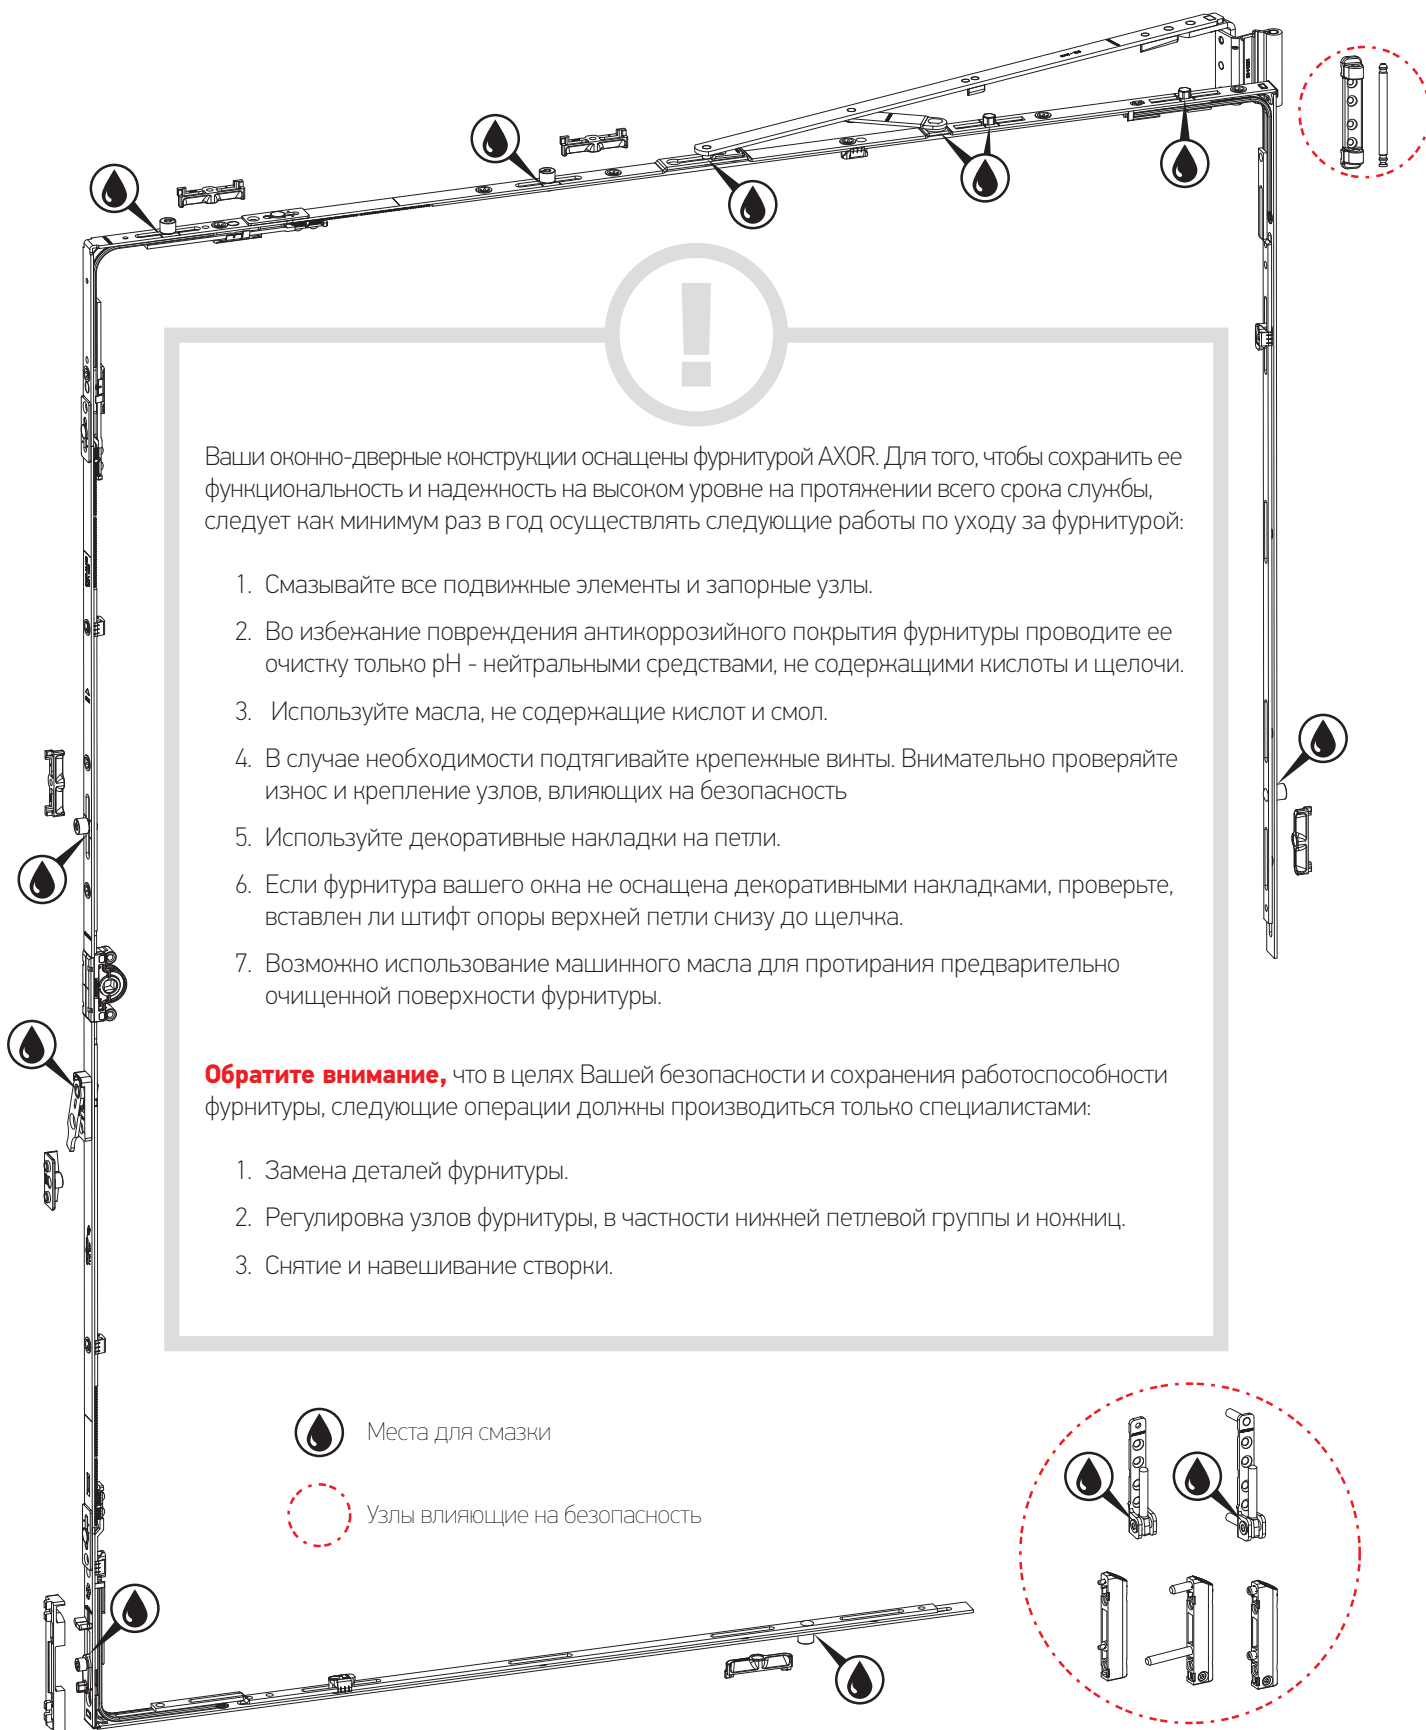 Ваши оконно-дверные конструкции оснащены фурнитурой AXOR. Для того, чтобы сохранить ее
функциональность и надежность на высоком уровне на протяжении всего срока службы,
следует как минимум раз в год осуществлять следующие работы по уходу за фурнитурой:
1. Смазывайте все подвижные элементы и запорные узлы.
2. Во избежание повреждения антикоррозийного покрытия фурнитуры проводите ее
очистку только pH - нейтральными средствами, не содержащими кислоты и щелочи.
3. Используйте масла, не содержащие кислот и смол.
4. В случае необходимости подтягивайте крепежные винты. Внимательно проверяйте
износ и крепление узлов, влияющих на безопасность
5. Используйте декоративные накладки на петли.
6. Если фурнитура вашего окна не оснащена декоративными накладками, проверьте,
вставлен ли штифт опоры верхней петли снизу до щелчка.
7. Возможно использование машинного масла для протирания предварительно
очищенной поверхности фурнитуры.
Обратите внимание, что в целях Вашей безопасности и сохранения работоспособности
фурнитуры, следующие операции должны производиться только специалистами:
1. Замена деталей фурнитуры.
2. Регулировка узлов фурнитуры, в частности нижней петлевой группы и ножниц.
3. Снятие и навешивание створки.
Места для смазки
Узлы влияющие на безопасность